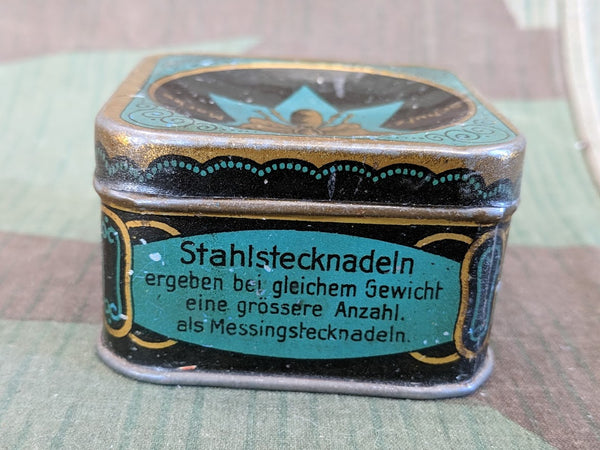 Stahlstecknadeln
ergeben bei gleichem Gewicht
eine grössere Anzahl.
als Messingstecknadeln.